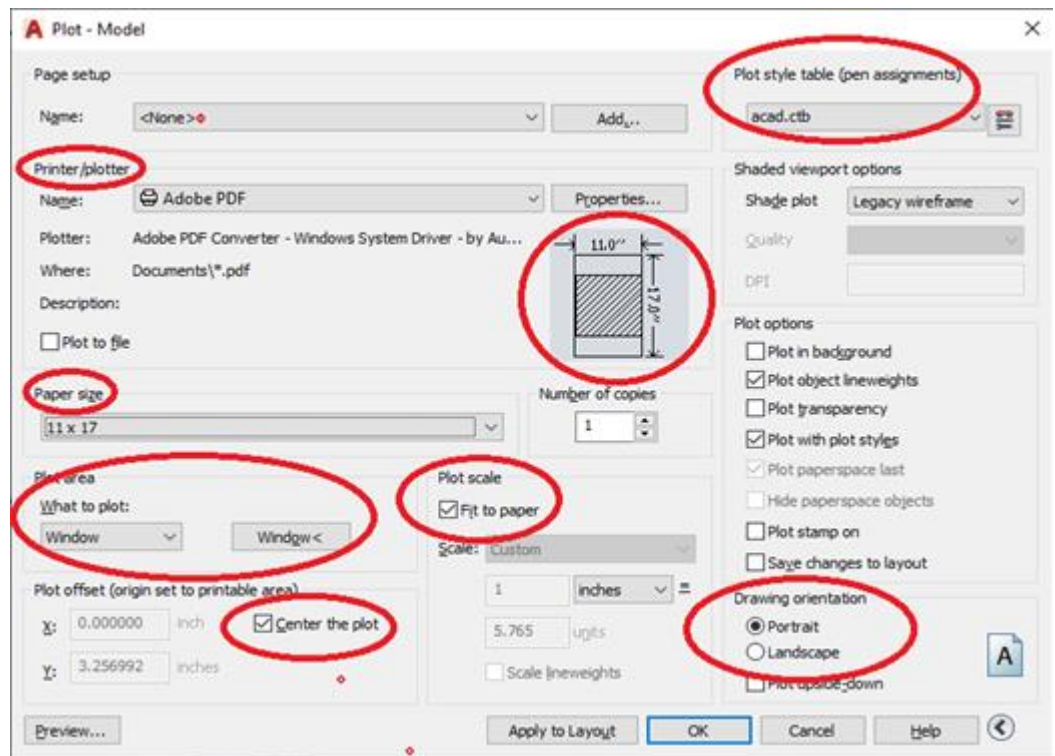 Plot - Model
Page setup
Name:
<None>
Add...
Plot style table (pen assignments)
acad.ctb
Printer/plotter
Name:
Adobe PDF
Properties...
Plotter:
Adobe PDF Converter - Windows System Driver - by Au...
Where:
Documents\*.pdf
Description:
Plot to file
11.0''
17.0''
Shaded viewport options
Shade plot
Legacy wireframe
Quality
DPI
Paper size
11 x 17
Number of copies
1
Plot options
Plot in background
Plot object lineweights
Plot transparency
Plot with plot styles
Plot paperspace last
Hide paperspace objects
Plot stamp on
Save changes to layout
Plot area
What to plot:
Window
Window<
Plot scale
Fit to paper
Scale:
Custom
1
inches
=
5.765
units
Scale lineweights
Plot offset (origin set to printable area)
X:
0.000000
inch
Center the plot
Y:
3.256992
inches
Drawing orientation
Portrait
Landscape
Plot upside-down
A
Preview...
Apply to Layout
OK
Cancel
Help